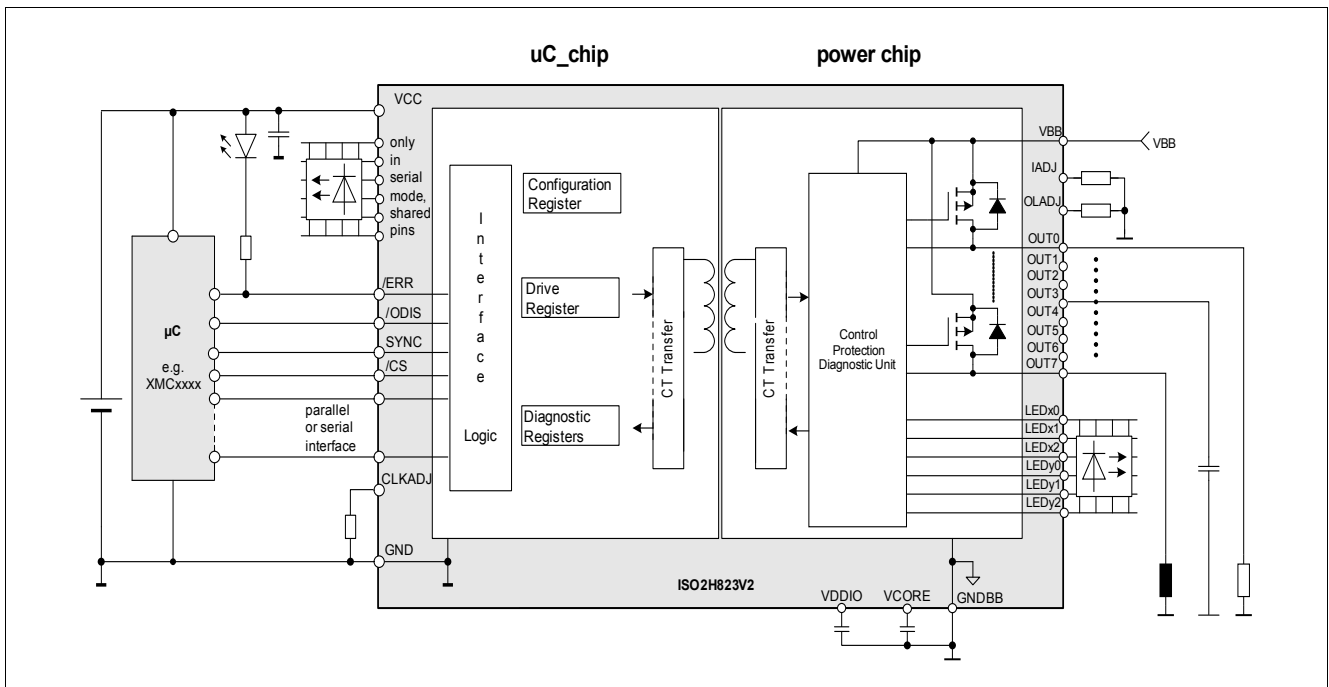 uC_chip
power chip
VCC
only
in
serial
mode,
shared
pins
VBB
VBB
IADJ
OLADJ
OUT0
OUT1
OUT2
OUT3
OUT4
OUT5
OUT6
OUT7
Configuration
Register
Interface
Logic
Drive
Register
Diagnostic
Registers
CT Transfer
CT Transfer
Control
Protection
Diagnostic Unit
µC
e.g.
XMCxxxx
/ERR
/ODIS
SYNC
/CS
parallel
or serial
interface
CLKADJ
GND
LEDx0
LEDx1
LEDx2
LEDy0
LEDy1
LEDy2
ISO2H823V2
VDDIO
VCORE
GNDBB